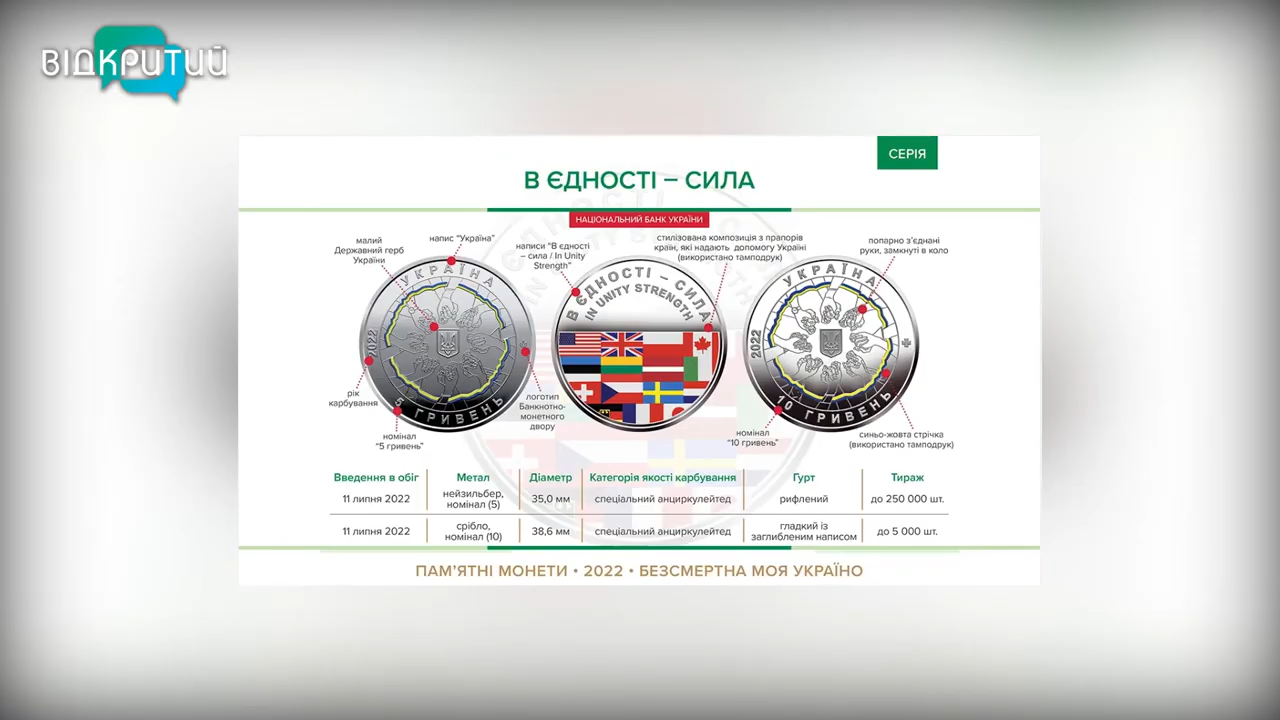 ВІДКРИТИЙ
СЕРІЯ
В ЄДНОСТІ – СИЛА
НАЦІОНАЛЬНИЙ БАНК УКРАЇНИ
малий
Державний герб
України
напис "Україна"
написи "В єдності
– сила / In Unity
Strength"
стилізована композиція з прапорів
країн, які надають допомогу Україні
(використано тамподрук)
попарно з'єднані
руки, замкнуті в коло
УКРАЇНА
2022
5 ГРИВЕНЬ
В ЄДНОСТІ – СИЛА
IN UNITY STRENGTH
УКРАЇНА
2022
10 ГРИВЕНЬ
рік
карбування
номінал
"5 гривень"
логотип
Банкнотно-
монетного
двору
номінал
"10 гривень"
синьо-жовта стрічка
(використано тамподрук)
Введення в обіг Метал Діаметр Категорія якості карбування Гурт Тираж
11 липня 2022 нейзильбер, номінал (5) 35,0 мм спеціальний анциркулейтед рифлений до 250 000 шт.
11 липня 2022 срібло, номінал (10) 38,6 мм спеціальний анциркулейтед гладкий із заглибленим написом до 5 000 шт.
ПАМ'ЯТНІ МОНЕТИ • 2022 • БЕЗСМЕРТНА МОЯ УКРАЇНО